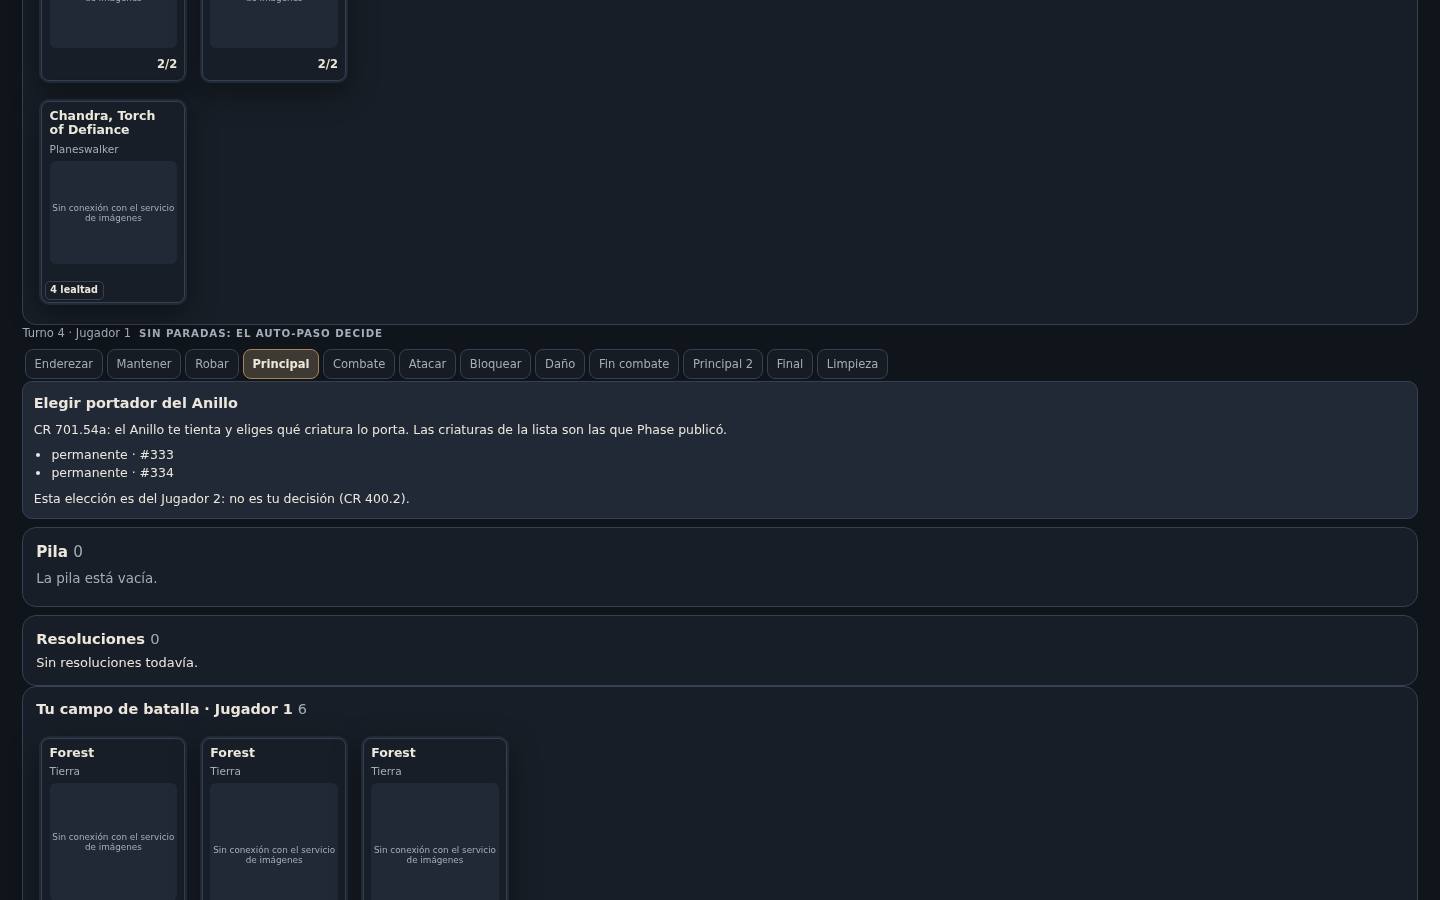 2/2
2/2
Chandra, Torch
of Defiance
Planeswalker
Sin conexión con el servicio
de imágenes
4 lealtad
Turno 4 · Jugador 1 SIN PARADAS: EL AUTO-PASO DECIDE
Enderezar Mantener Robar Principal Combate Atacar Bloquear Daño Fin combate Principal 2 Final Limpieza
Elegir portador del Anillo
CR 701.54a: el Anillo te tienta y eliges qué criatura lo porta. Las criaturas de la lista son las que Phase publicó.
• permanente · #333
• permanente · #334
Esta elección es del Jugador 2: no es tu decisión (CR 400.2).
Pila 0
La pila está vacía.
Resoluciones 0
Sin resoluciones todavía.
Tu campo de batalla · Jugador 1 6
Forest
Tierra
Sin conexión con el servicio
de imágenes
Forest
Tierra
Sin conexión con el servicio
de imágenes
Forest
Tierra
Sin conexión con el servicio
de imágenes